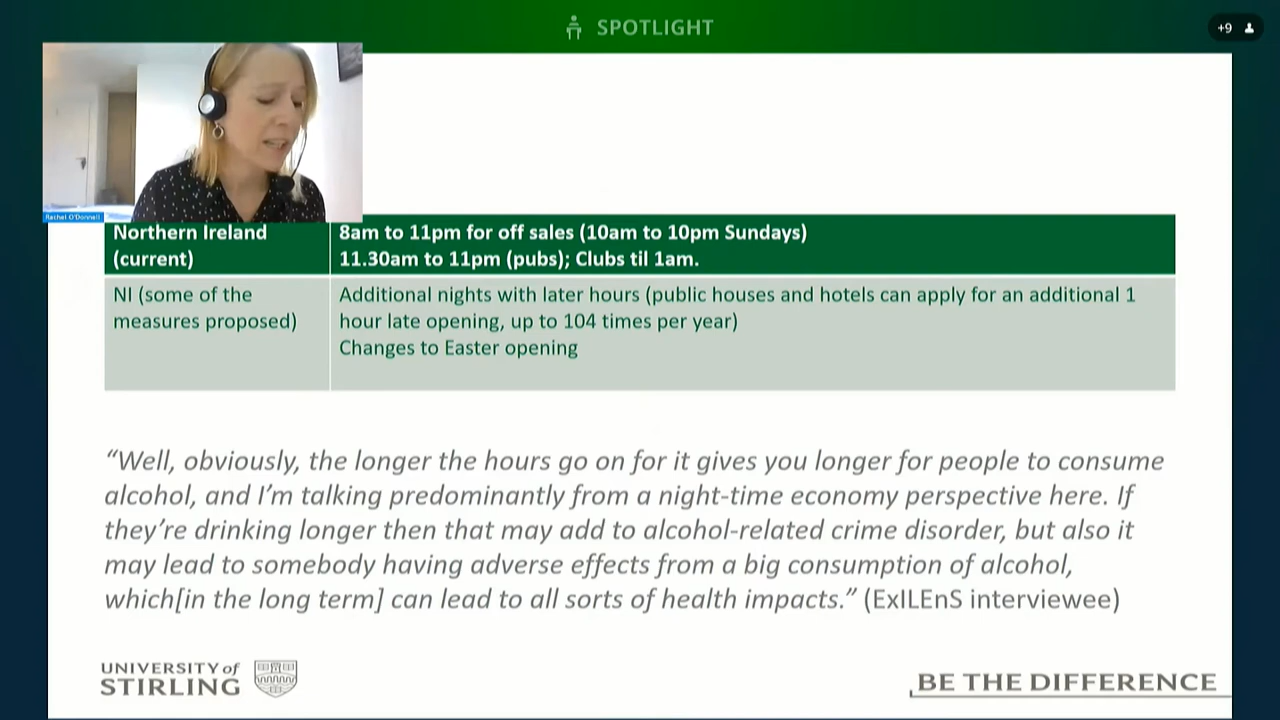 SPOTLIGHT
+9
Rachel O'Donnell
Northern Ireland
(current)
8am to 11pm for off sales (10am to 10pm Sundays)
11.30am to 11pm (pubs); Clubs til 1am.
NI (some of the
measures proposed)
Additional nights with later hours (public houses and hotels can apply for an additional 1
hour late opening, up to 104 times per year)
Changes to Easter opening
“Well, obviously, the longer the hours go on for it gives you longer for people to consume
alcohol, and I’m talking predominantly from a night-time economy perspective here. If
they’re drinking longer then that may add to alcohol-related crime disorder, but also it
may lead to somebody having adverse effects from a big consumption of alcohol,
which[in the long term] can lead to all sorts of health impacts.” (ExILEnS interviewee)
UNIVERSITY of
STIRLING
BE THE DIFFERENCE